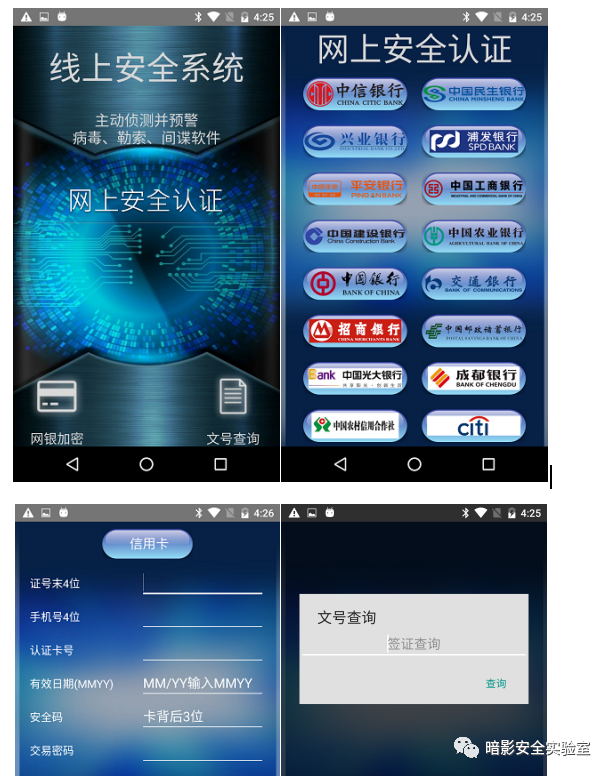 4:25
线上安全系统
主动侦测并预警
病毒、勒索、间谍软件
网上安全认证
网银加密
文号查询
4:25
网上安全认证
中信银行
CHINA CITIC BANK
中国民生银行
CHINA MINSHENG BANK
兴业银行
INDUSTRIAL BANK CO.,LTD.
浦发银行
SPD BANK
平安银行
PING AN BANK
中国工商银行
INDUSTRIAL AND COMMERCIAL BANK OF CHINA
中国建设银行
China Construction Bank
中国农业银行
AGRICULTURAL BANK OF CHINA
中国银行
BANK OF CHINA
交通银行
BANK OF COMMUNICATIONS
招商银行
CHINA MERCHANTS BANK
中国邮政储蓄银行
POSTAL SAVINGS BANK OF CHINA
Bank 中国光大银行
共享阳光·创新生活
成都银行
BANK OF CHENGDU
中国农村信用合作社
citi
4:26
信用卡
证号末4位
手机号4位
认证卡号
有效日期(MMYY) MM/YY输入MMYY
安全码 卡背后3位
交易密码
4:25
文号查询
签证查询
查询
暗影安全实验室